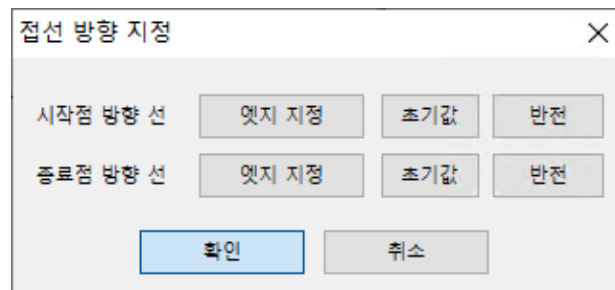 접선 방향 지정
시작점 방향 선 엣지 지정 초기값 반전
종료점 방향 선 엣지 지정 초기값 반전
확인 취소